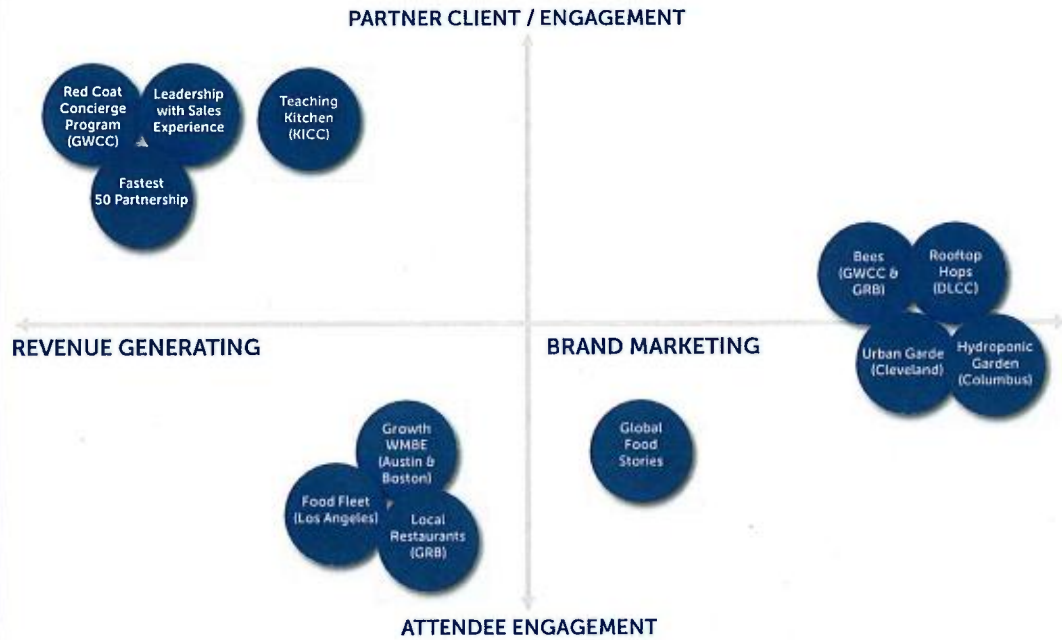 PARTNER CLIENT / ENGAGEMENT
Red Coat
Concierge
Program
(GWCC)
Leadership
with Sales
Experience
Teaching
Kitchen
(KICC)
Fastest
50 Partnership
Bees
(GWCC &
GRB)
Rooftop
Hops
(DLCC)
REVENUE GENERATING
BRAND MARKETING
Urban Garde
(Cleveland)
Hydroponic
Garden
(Columbus)
Growth
WMBE
(Austin &
Boston)
Global
Food
Stories
Food Fleet
(Los Angeles)
Local
Restaurants
(GRB)
ATTENDEE ENGAGEMENT